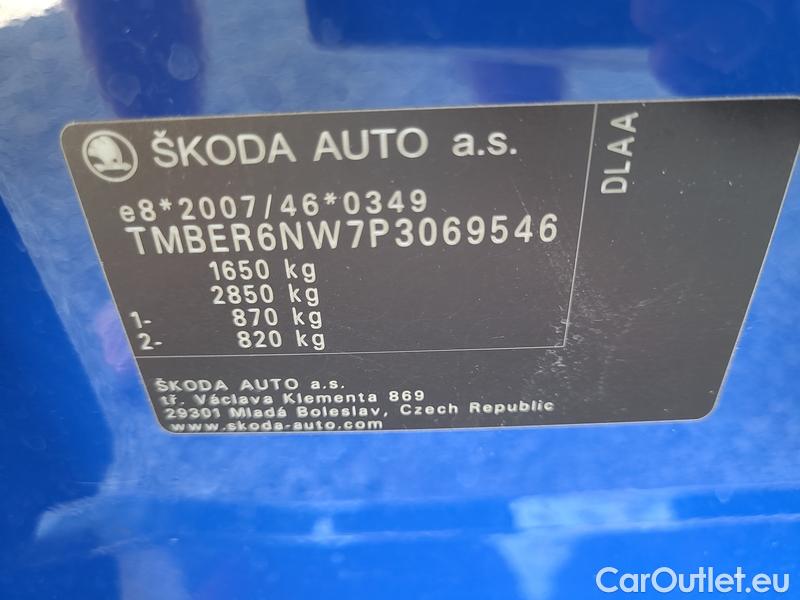 ŠKODA AUTO a.s.
DLAA
e8*2007/46*0349
TMBER6NW7P3069546
1650 kg
2850 kg
1- 870 kg
2- 820 kg
ŠKODA AUTO a.s.
tř. Václava Klementa 869
29301 Mladá Boleslav, Czech Republic
www.skoda-auto.com
CarOutlet.eu